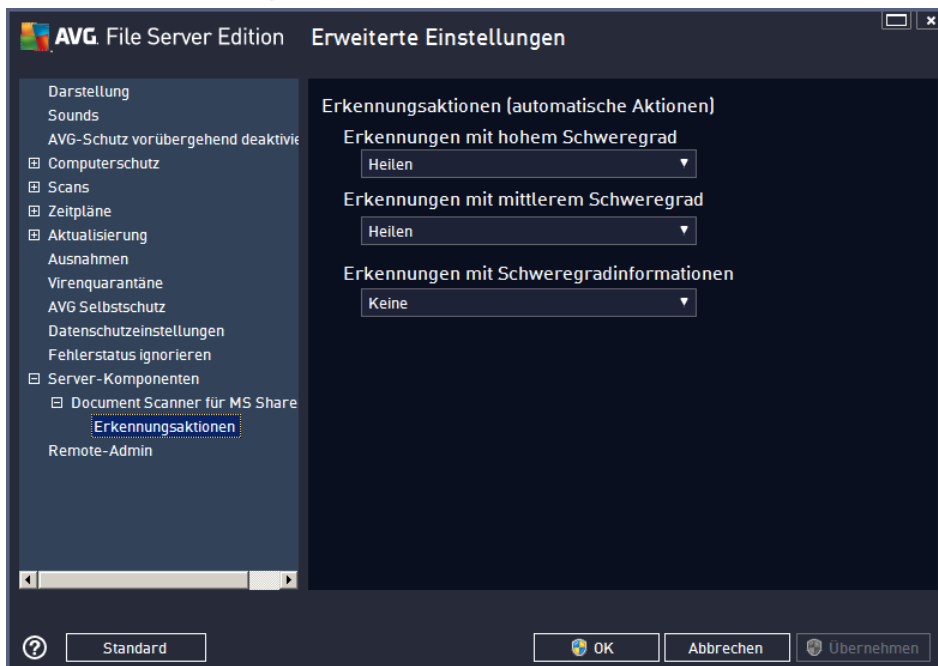 AVG. File Server Edition Erweiterte Einstellungen
Darstellung
Sounds
AVG-Schutz vorübergehend deaktivie
Computerschutz
Scans
Zeitpläne
Aktualisierung
Ausnahmen
Virenquarantäne
AVG Selbstschutz
Datenschutzeinstellungen
Fehlerstatus ignorieren
Server-Komponenten
Document Scanner für MS Share
Erkennungsaktionen
Remote-Admin
Erkennungsaktionen (automatische Aktionen)
Erkennungen mit hohem Schweregrad
Heilen
Erkennungen mit mittlerem Schweregrad
Heilen
Erkennungen mit Schweregradinformationen
Keine
Standard
OK
Abbrechen
Übernehmen